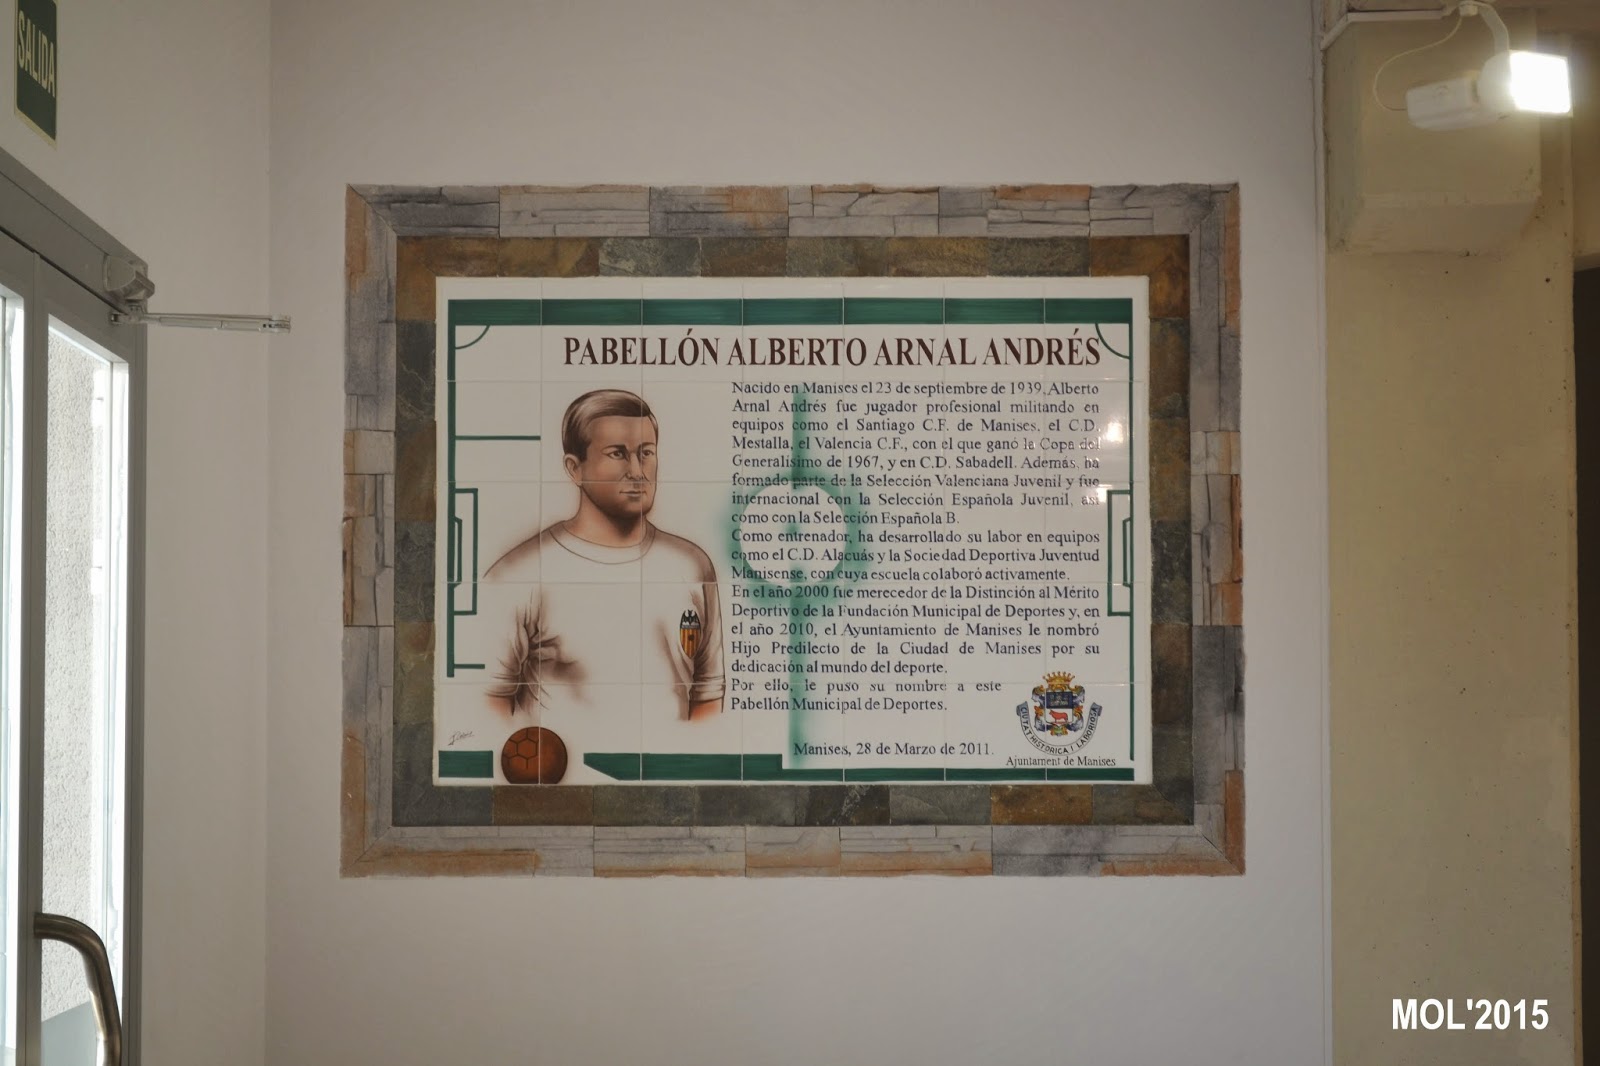 SALIDA
PABELLÓN ALBERTO ARNAL ANDRÉS
Nacido en Manises el 23 de septiembre de 1939, Alberto
Arnal Andrés fue jugador profesional militando en
equipos como el Santiago C.F. de Manises, el C.D.
Mestalla, el Valencia C.F., con el que ganó la Copa del
Generalísimo de 1967, y en C.D. Sabadell. Además, ha
formado parte de la Selección Valenciana Juvenil y fue
internacional con la Selección Española Juvenil, así
como con la Selección Española B.
Como entrenador, ha desarrollado su labor en equipos
como el C.D. Alacuás y la Sociedad Deportiva Juventud
Manisense, con cuya escuela colaboró activamente.
En el año 2000 fue merecedor de la Distinción al Mérito
Deportivo de la Fundación Municipal de Deportes y, en
el año 2010, el Ayuntamiento de Manises le nombró
Hijo Predilecto de la Ciudad de Manises por su
dedicación al mundo del deporte.
Por ello, le puso su nombre a este
Pabellón Municipal de Deportes.
Manises, 28 de Marzo de 2011.
CIUTAT HISTÒRICA I LABORIOSA
Ajuntament de Manises
MOL'2015